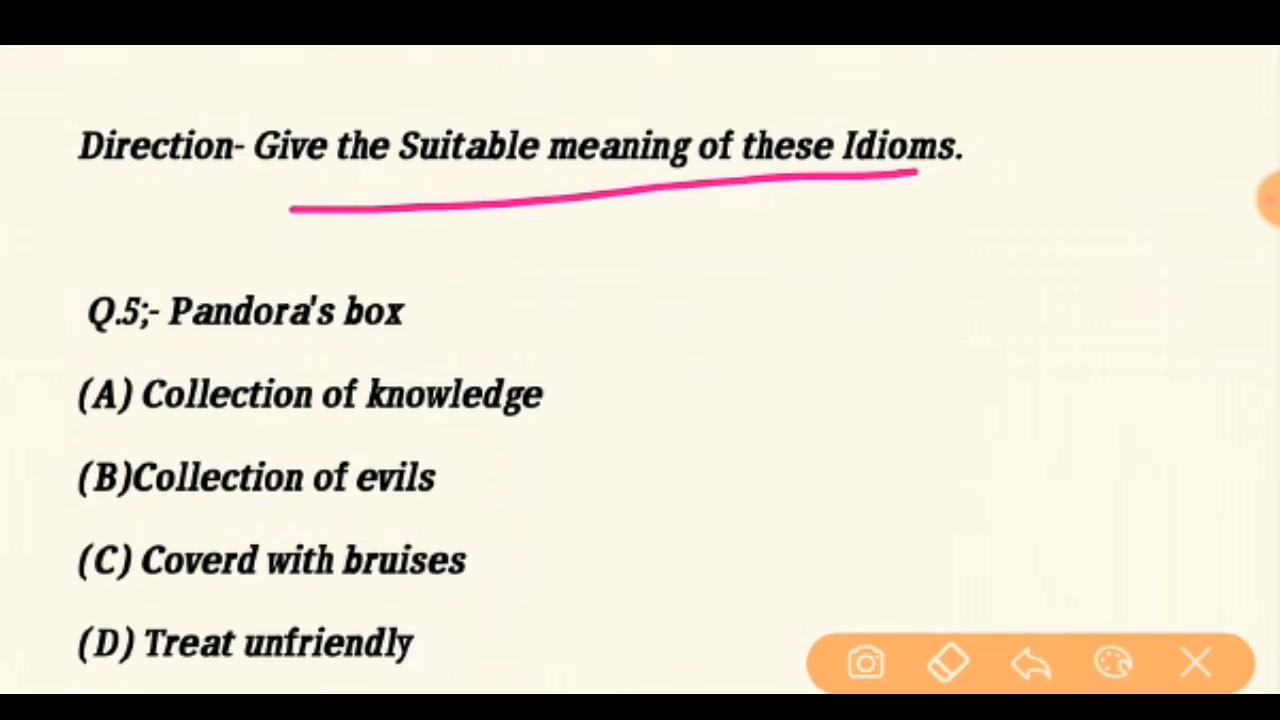 Direction- Give the Suitable meaning of these Idioms.
Q.5;- Pandora's box
(A) Collection of knowledge
(B)Collection of evils
(C) Coverd with bruises
(D) Treat unfriendly